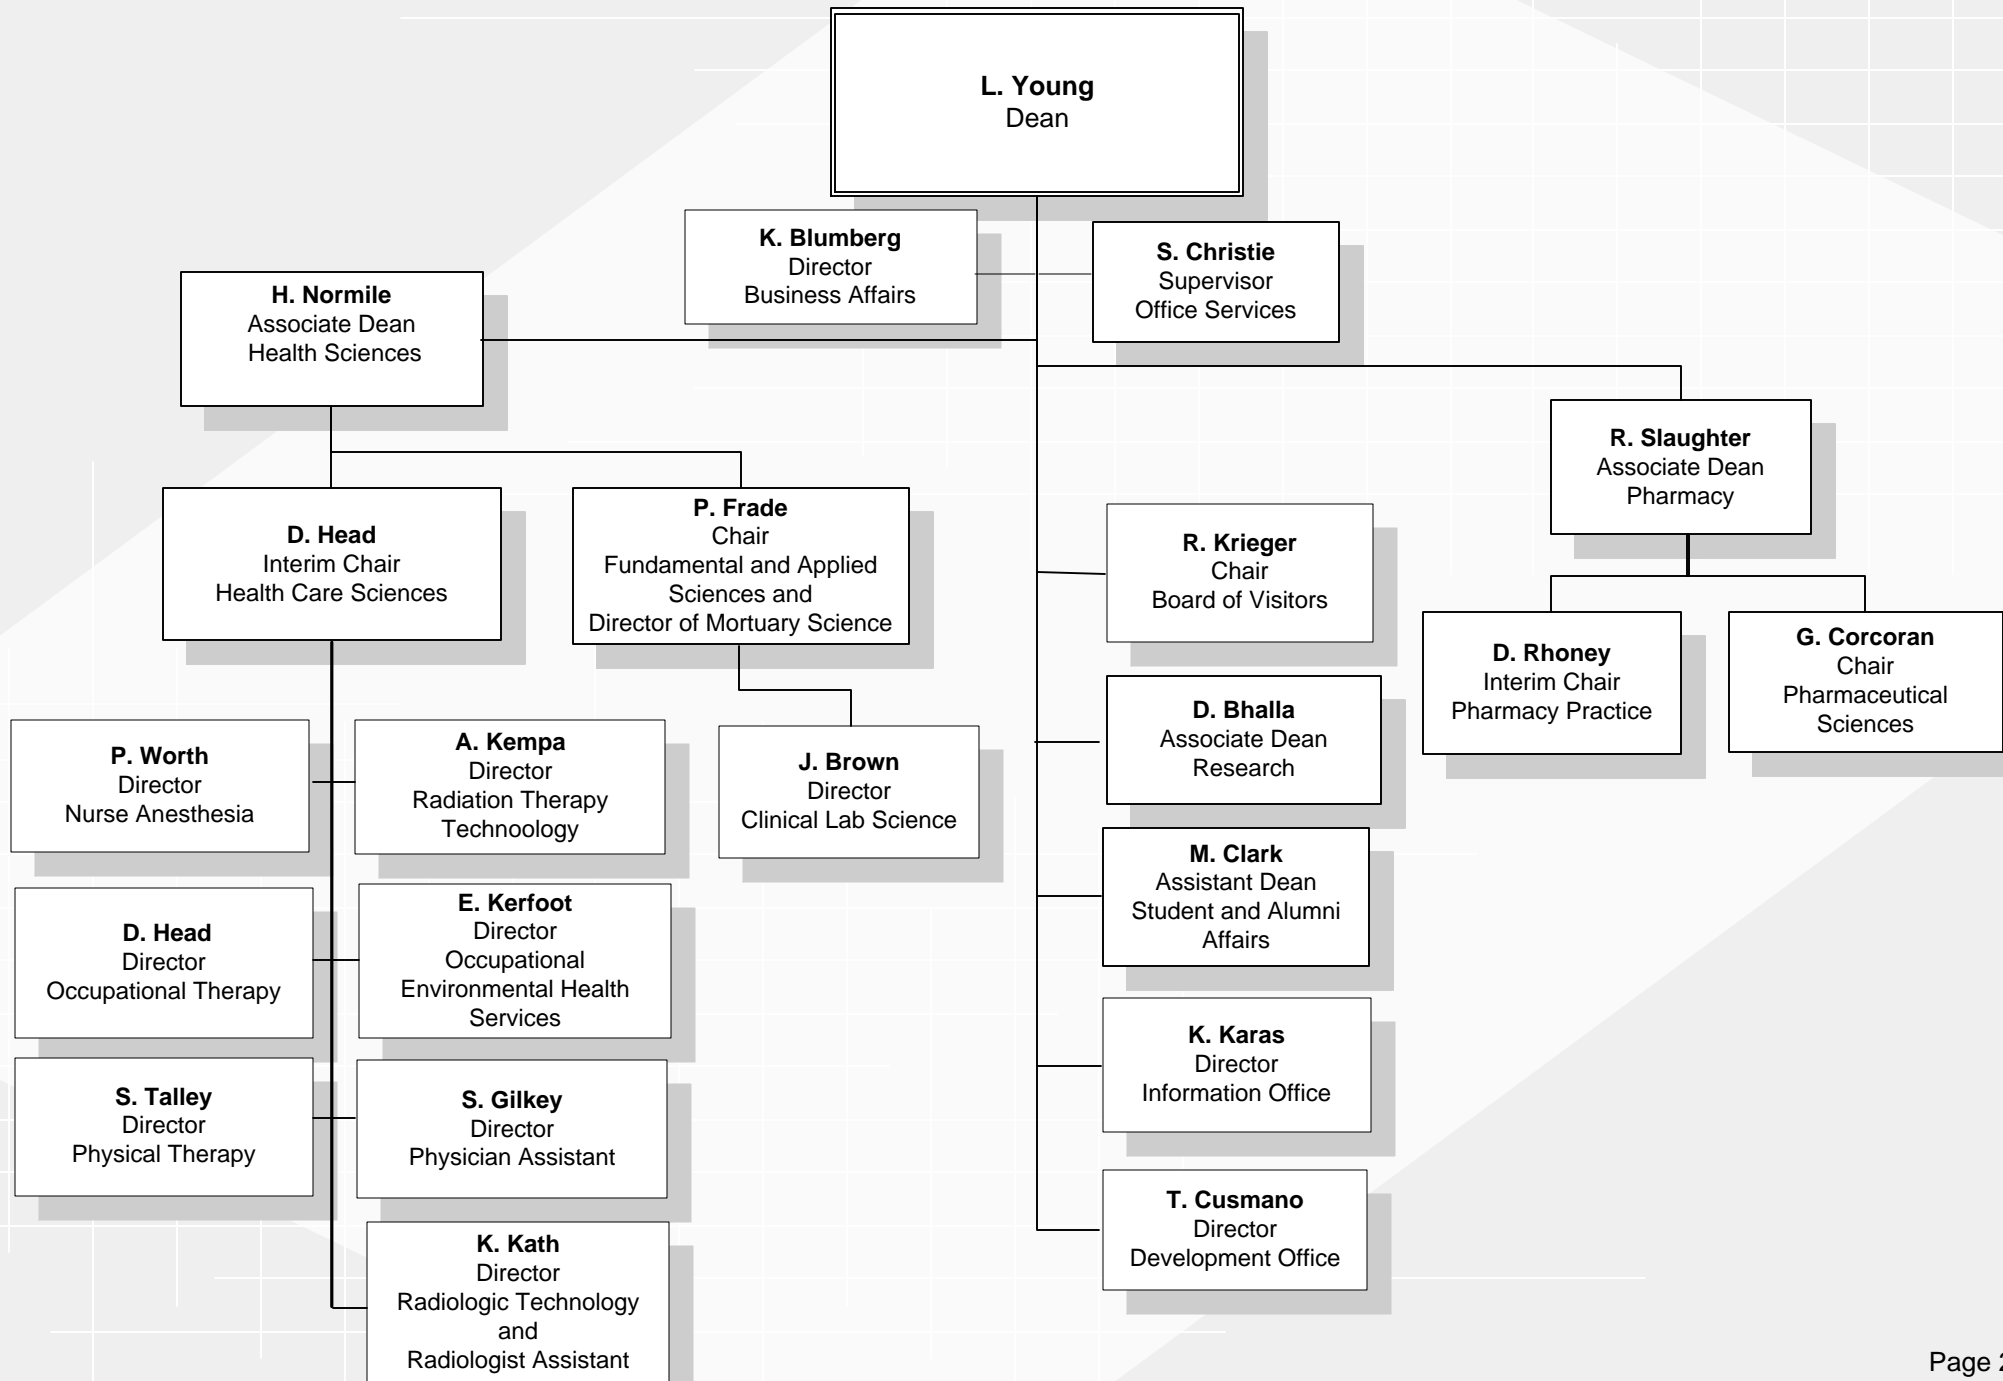 L. Young
Dean
K. Blumberg
Director
Business Affairs
S. Christie
Supervisor
Office Services
H. Normile
Associate Dean
Health Sciences
R. Slaughter
Associate Dean
Pharmacy
D. Head
Interim Chair
Health Care Sciences
P. Frade
Chair
Fundamental and Applied
Sciences and
Director of Mortuary Science
R. Krieger
Chair
Board of Visitors
D. Rhoney
Interim Chair
Pharmacy Practice
G. Corcoran
Chair
Pharmaceutical
Sciences
P. Worth
Director
Nurse Anesthesia
A. Kempa
Director
Radiation Therapy
Technoology
J. Brown
Director
Clinical Lab Science
D. Bhalla
Associate Dean
Research
M. Clark
Assistant Dean
Student and Alumni
Affairs
D. Head
Director
Occupational Therapy
E. Kerfoot
Director
Occupational
Environmental Health
Services
K. Karas
Director
Information Office
S. Talley
Director
Physical Therapy
S. Gilkey
Director
Physician Assistant
T. Cusmano
Director
Development Office
K. Kath
Director
Radiologic Technology
and
Radiologist Assistant
Page 2